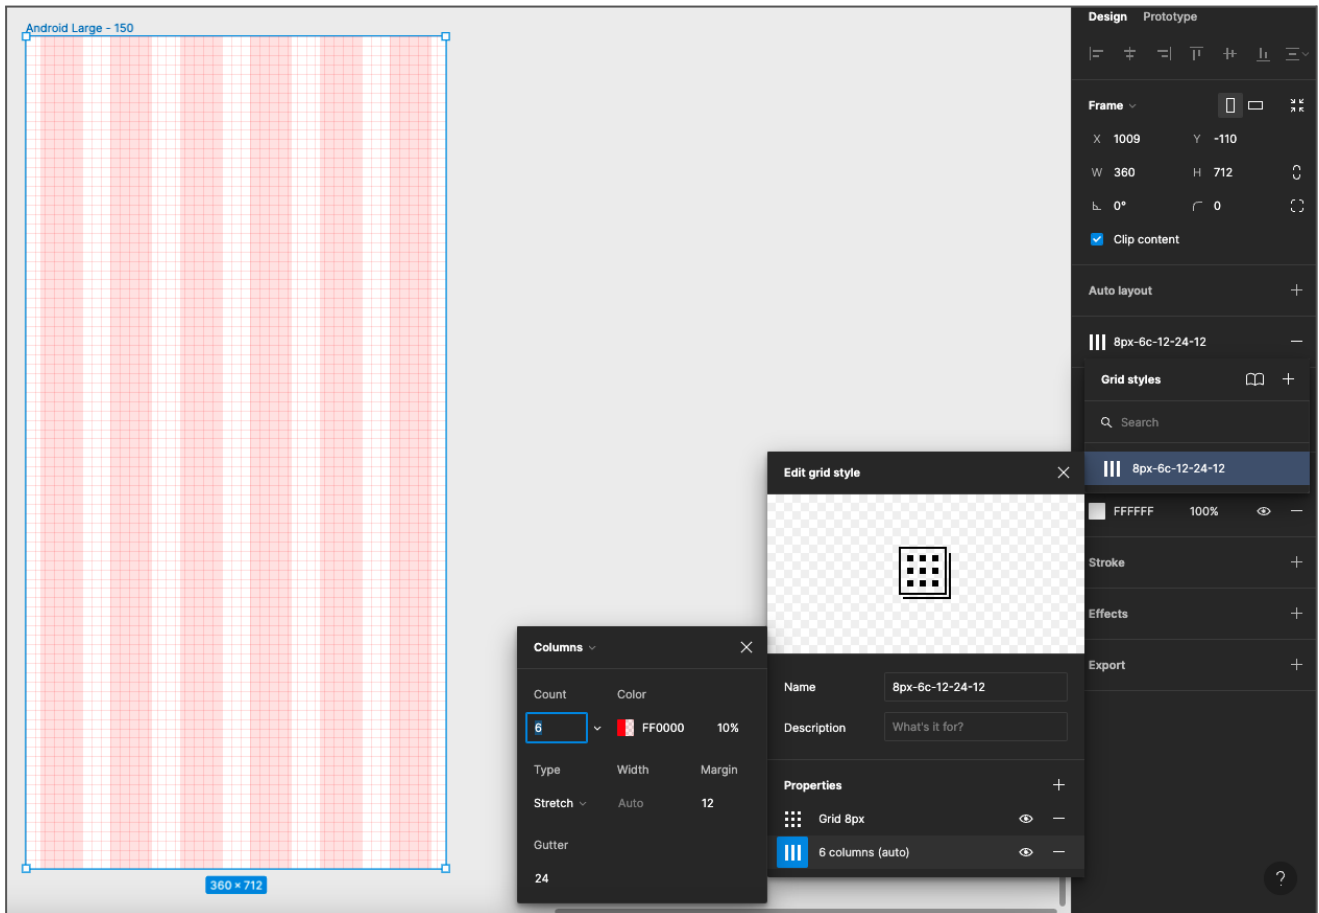 Android Large - 150
360 × 712
Design Prototype
Frame
X 1009 Y -110
W 360 H 712
0° 0
Clip content
Auto layout
8px-6c-12-24-12
Grid styles
Search
8px-6c-12-24-12
FFFFFF 100%
Stroke
Effects
Export
?
Edit grid style
Name 8px-6c-12-24-12
Description What's it for?
Properties
Grid 8px
6 columns (auto)
Columns
Count Color
6 FF0000 10%
Type Width Margin
Stretch Auto 12
Gutter
24